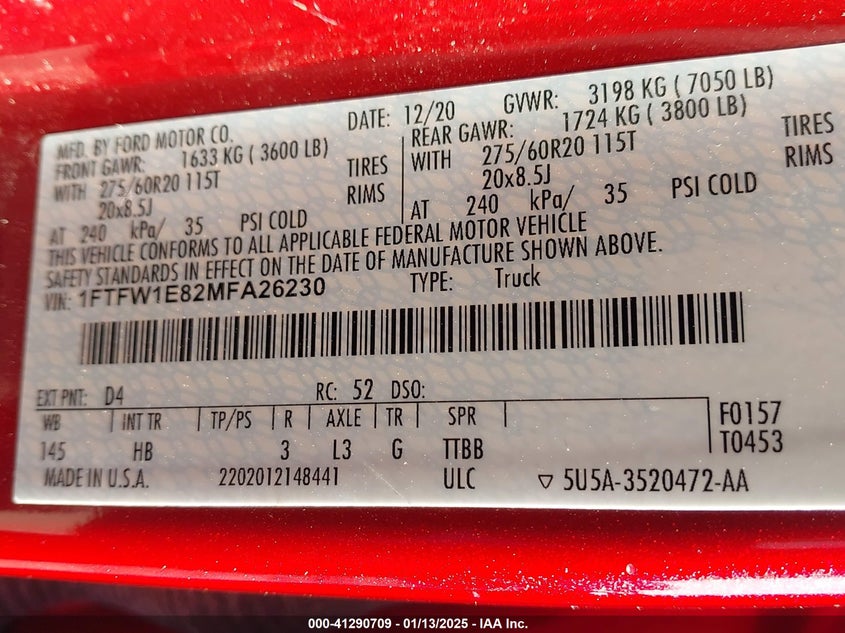 MFD. BY FORD MOTOR CO.
DATE: 12/20 GVWR: 3198 KG ( 7050 LB)
FRONT GAWR: 1633 KG ( 3600 LB)
WITH 275/60R20 115T TIRES
20x8.5J RIMS
AT 240 kPa/ 35 PSI COLD
REAR GAWR: 1724 KG ( 3800 LB)
WITH 275/60R20 115T TIRES
20x8.5J RIMS
AT 240 kPa/ 35 PSI COLD
THIS VEHICLE CONFORMS TO ALL APPLICABLE FEDERAL MOTOR VEHICLE
SAFETY STANDARDS IN EFFECT ON THE DATE OF MANUFACTURE SHOWN ABOVE.
VIN: 1FTFW1E82MFA26230 TYPE: Truck
EXT PNT: D4 RC: 52 DSO:
WB INT TR TP/PS R AXLE TR SPR F0157
145 HB 3 L3 G TTBB T0453
MADE IN U.S.A. 2202012148441 ULC ▽ 5U5A-3520472-AA
000-41290709 - 01/13/2025 - IAA Inc.